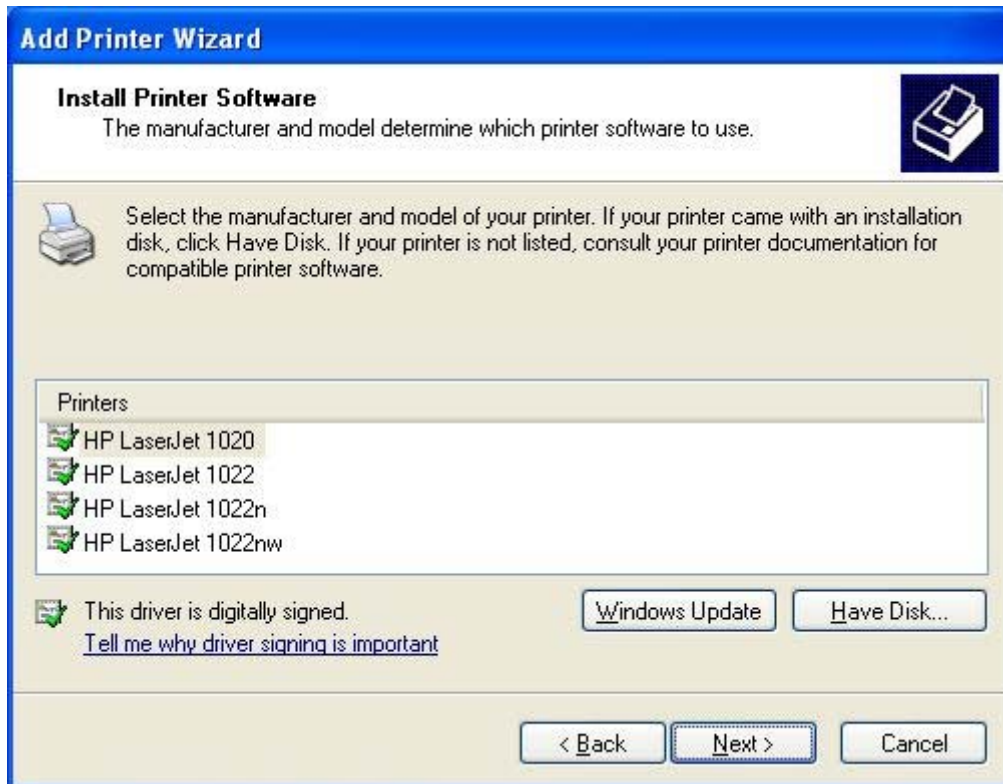 Add Printer Wizard
Install Printer Software
The manufacturer and model determine which printer software to use.
Select the manufacturer and model of your printer. If your printer came with an installation
disk, click Have Disk. If your printer is not listed, consult your printer documentation for
compatible printer software.
Printers
HP LaserJet 1020
HP LaserJet 1022
HP LaserJet 1022n
HP LaserJet 1022nw
This driver is digitally signed.
Tell me why driver signing is important
Windows Update
Have Disk...
< Back
Next >
Cancel